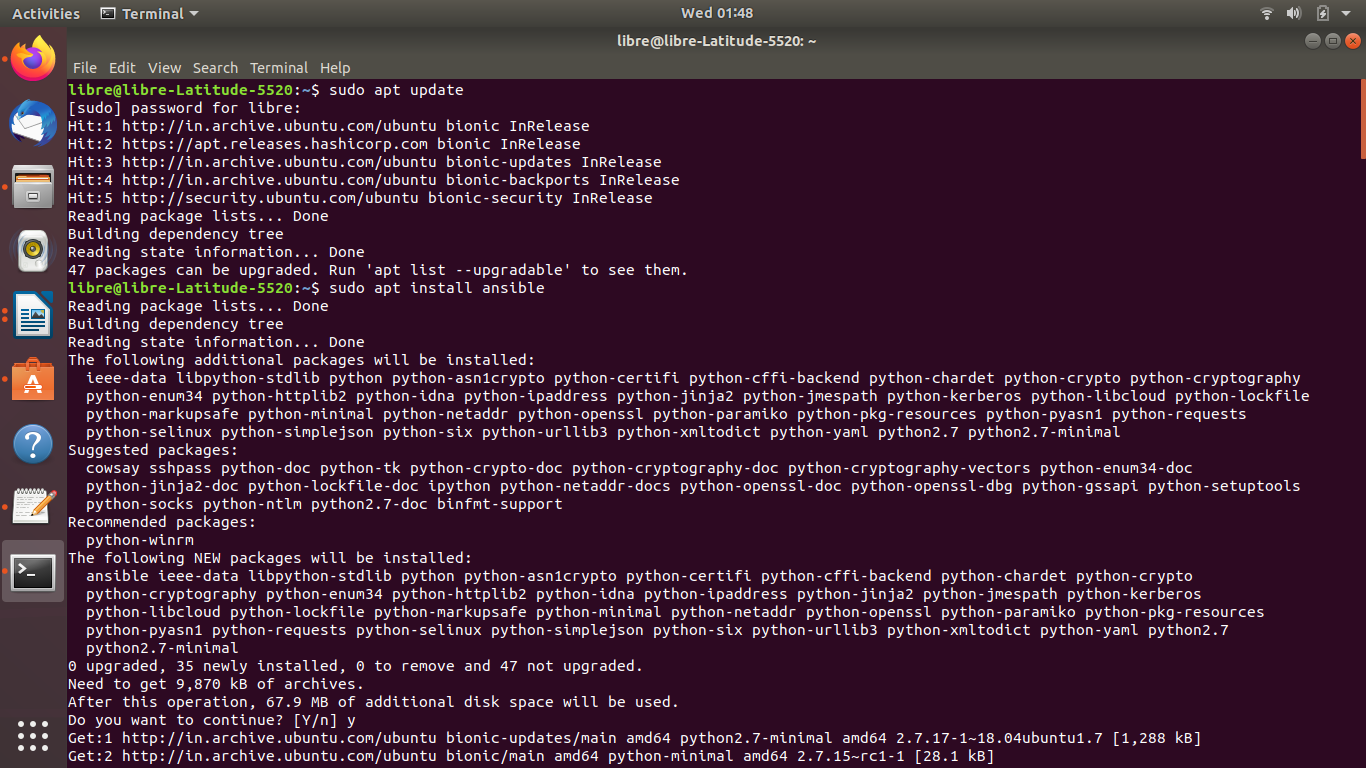 Activities
Terminal
Wed 01:48
libre@libre-Latitude-5520: ~
File Edit View Search Terminal Help
libre@libre-Latitude-5520:~$ sudo apt update
[sudo] password for libre:
Hit:1 http://in.archive.ubuntu.com/ubuntu bionic InRelease
Hit:2 https://apt.releases.hashicorp.com bionic InRelease
Hit:3 http://in.archive.ubuntu.com/ubuntu bionic-updates InRelease
Hit:4 http://in.archive.ubuntu.com/ubuntu bionic-backports InRelease
Hit:5 http://security.ubuntu.com/ubuntu bionic-security InRelease
Reading package lists... Done
Building dependency tree
Reading state information... Done
47 packages can be upgraded. Run 'apt list --upgradable' to see them.
libre@libre-Latitude-5520:~$ sudo apt install ansible
Reading package lists... Done
Building dependency tree
Reading state information... Done
The following additional packages will be installed:
  ieee-data libpython-stdlib python python-asn1crypto python-certifi python-cffi-backend python-chardet python-crypto python-cryptography
  python-enum34 python-httplib2 python-idna python-ipaddress python-jinja2 python-jmespath python-kerberos python-libcloud python-lockfile
  python-markupsafe python-minimal python-netaddr python-openssl python-paramiko python-pkg-resources python-pyasn1 python-requests
  python-selinux python-simplejson python-six python-urllib3 python-xmltodict python-yaml python2.7 python2.7-minimal
Suggested packages:
  cowsay sshpass python-doc python-tk python-crypto-doc python-cryptography-doc python-cryptography-vectors python-enum34-doc
  python-jinja2-doc python-lockfile-doc ipython python-netaddr-docs python-openssl-doc python-openssl-dbg python-gssapi python-setuptools
  python-socks python-ntlm python2.7-doc binfmt-support
Recommended packages:
  python-winrm
The following NEW packages will be installed:
  ansible ieee-data libpython-stdlib python python-asn1crypto python-certifi python-cffi-backend python-chardet python-crypto
  python-cryptography python-enum34 python-httplib2 python-idna python-ipaddress python-jinja2 python-jmespath python-kerberos
  python-libcloud python-lockfile python-markupsafe python-minimal python-netaddr python-openssl python-paramiko python-pkg-resources
  python-pyasn1 python-requests python-selinux python-simplejson python-six python-urllib3 python-xmltodict python-yaml python2.7
  python2.7-minimal
0 upgraded, 35 newly installed, 0 to remove and 47 not upgraded.
Need to get 9,870 kB of archives.
After this operation, 67.9 MB of additional disk space will be used.
Do you want to continue? [Y/n] y
Get:1 http://in.archive.ubuntu.com/ubuntu bionic-updates/main amd64 python2.7-minimal amd64 2.7.17-1~18.04ubuntu1.7 [1,288 kB]
Get:2 http://in.archive.ubuntu.com/ubuntu bionic/main amd64 python-minimal amd64 2.7.15~rc1-1 [28.1 kB]